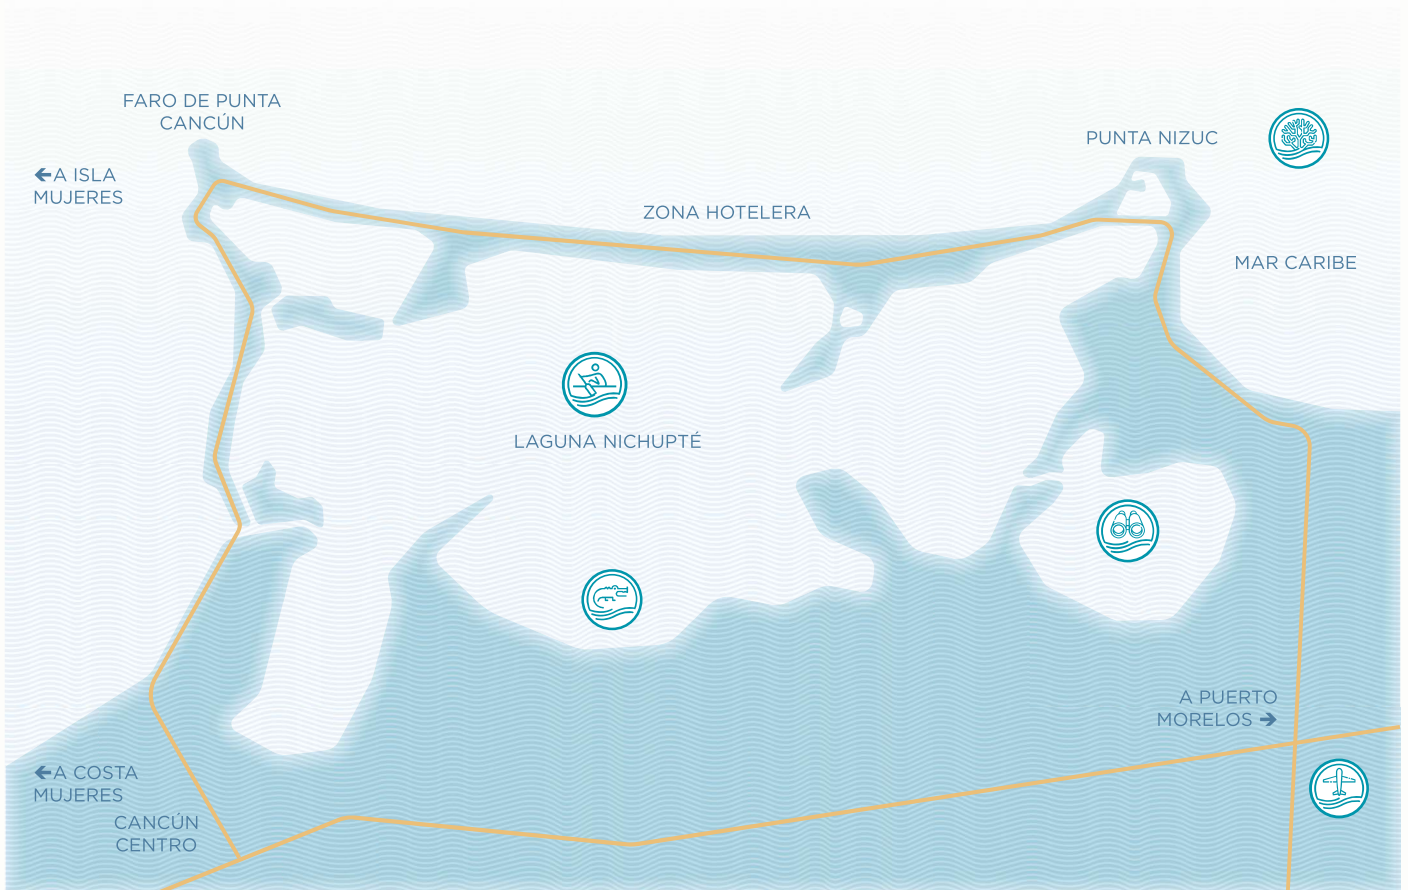 FARO DE PUNTA
CANCÚN
PUNTA NIZUC
🡸A ISLA
MUJERES
ZONA HOTELERA
MAR CARIBE
LAGUNA NICHUPTÉ
A PUERTO
MORELOS 🡺
🡸A COSTA
MUJERES
CANCÚN
CENTRO